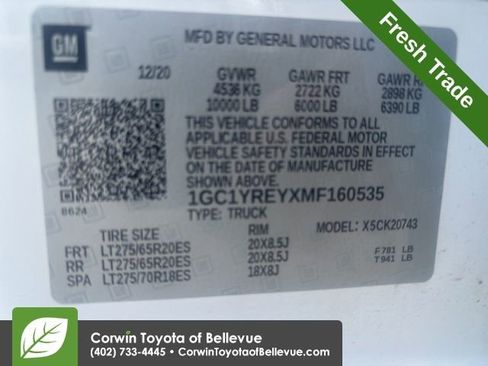 GM
MFD BY GENERAL MOTORS LLC
Fresh Trade
12/20 GVWR GAWR FRT GAWR
4536 KG 2722 KG 2898 KG
10000 LB 6000 LB 6390 LB
THIS VEHICLE CONFORMS TO ALL
APPLICABLE U.S. FEDERAL MOTOR
VEHICLE SAFETY STANDARDS IN EFFECT
ON THE DATE OF MANUFACTURE
SHOWN ABOVE.
1GC1YREYXMF160535
8624
TYPE: TRUCK MODEL: X5CK20743
TIRE SIZE RIM
FRT LT275/65R20ES 20X8.5J
RR LT275/65R20ES 20X8.5J
SPA LT275/70R18ES 18X8J
F781 LB
T941 LB
Corwin Toyota of Bellevue
(402) 733-4445 • CorwinToyotaofBellevue.com